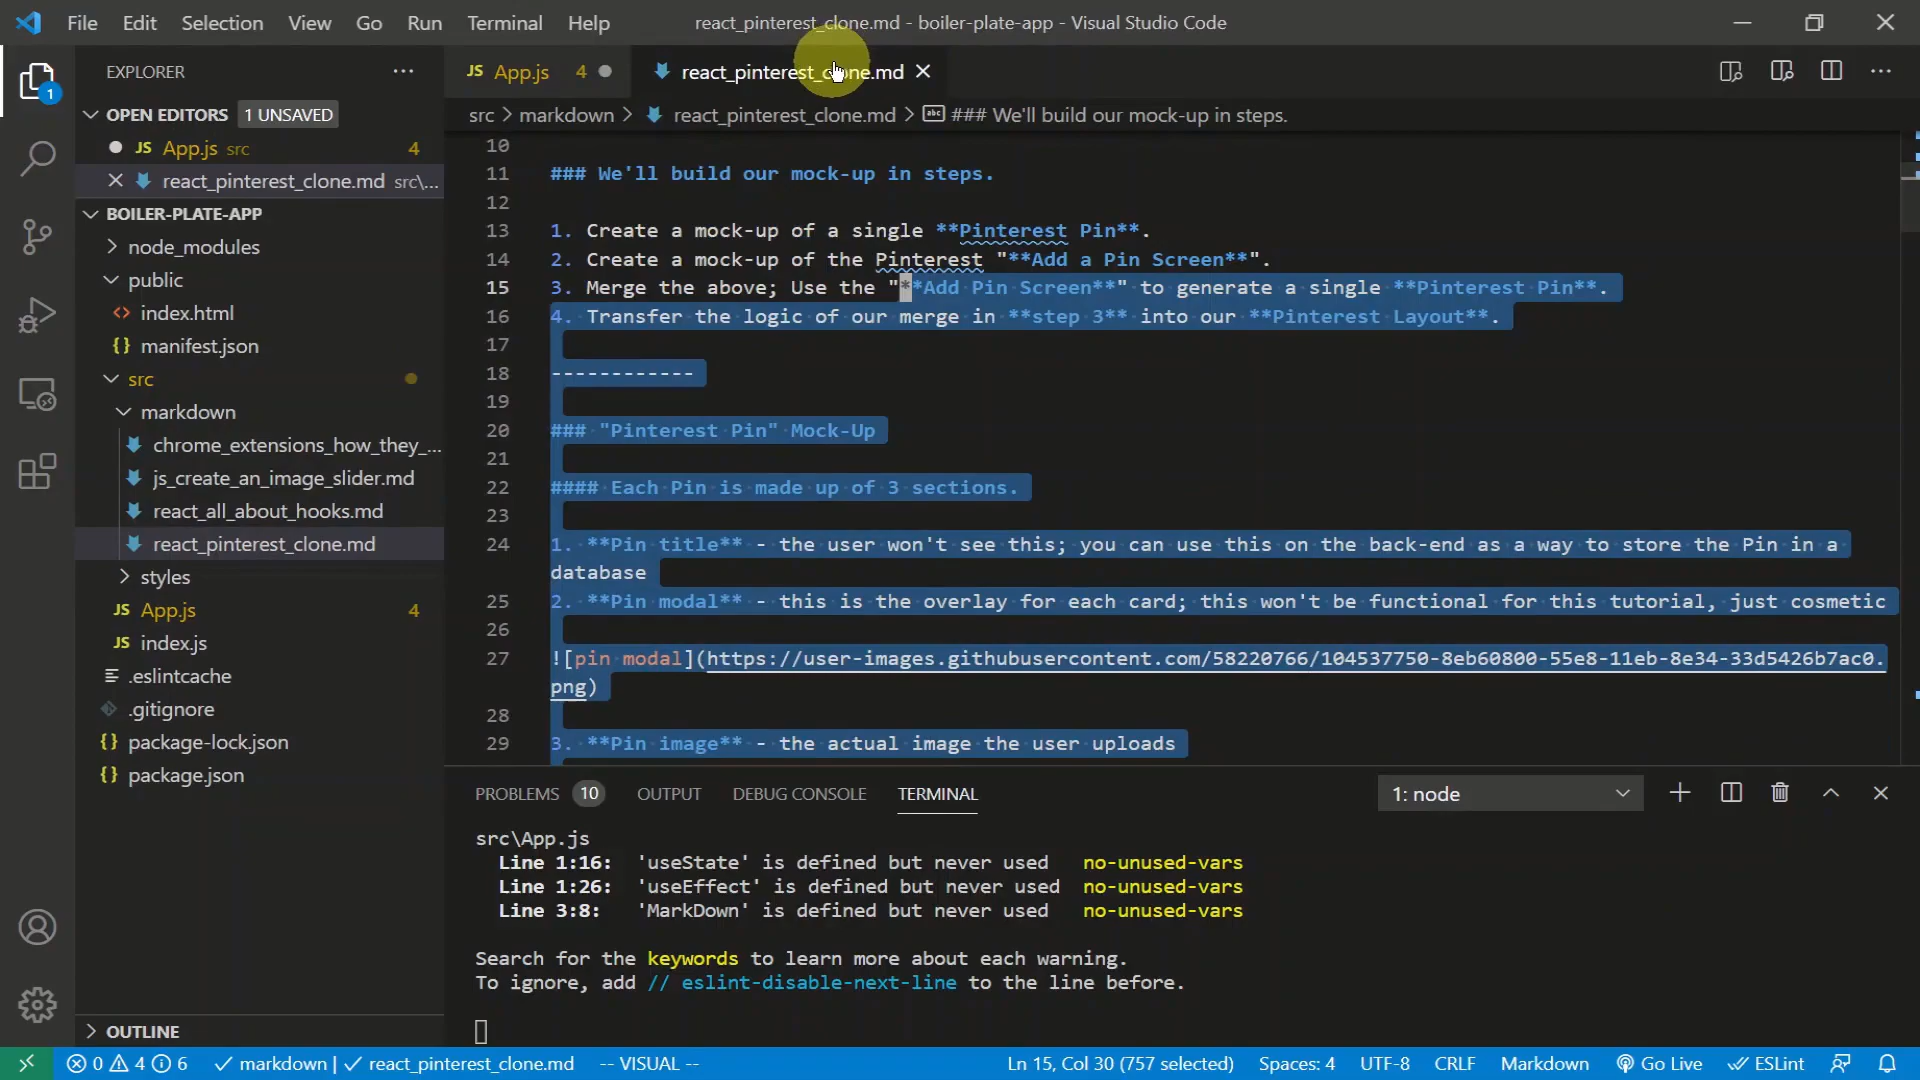 File Edit Selection View Go Run Terminal Help
react_pinterest_clone.md - boiler-plate-app - Visual Studio Code
EXPLORER
1
OPEN EDITORS 1 UNSAVED
JS App.js src 4
react_pinterest_clone.md src\...
BOILER-PLATE-APP
node_modules
public
<> index.html
{} manifest.json
src
markdown
chrome_extensions_how_they_...
js_create_an_image_slider.md
react_all_about_hooks.md
react_pinterest_clone.md
styles
JS App.js 4
JS index.js
.eslintcache
.gitignore
{} package-lock.json
{} package.json
OUTLINE
JS App.js 4
react_pinterest_clone.md
src > markdown > react_pinterest_clone.md > abc ### We'll build our mock-up in steps.
10
11 ### We'll build our mock-up in steps.
12
13 1. Create a mock-up of a single **Pinterest Pin**.
14 2. Create a mock-up of the Pinterest "**Add a Pin Screen**".
15 3. Merge the above; Use the "**Add Pin Screen**" to generate a single **Pinterest Pin**.
16 4. Transfer the logic of our merge in **step 3** into our **Pinterest Layout**.
17
18 ------------
19
20 ### "Pinterest Pin" Mock-Up
21
22 #### Each Pin is made up of 3 sections.
23
24 1. **Pin title** - the user won't see this; you can use this on the back-end as a way to store the Pin in a
database
25 2. **Pin modal** - this is the overlay for each card; this won't be functional for this tutorial, just cosmetic
26
27 ![pin modal](https://user-images.githubusercontent.com/58220766/104537750-8eb60800-55e8-11eb-8e34-33d5426b7ac0.
png)
28
29 3. **Pin image** - the actual image the user uploads
PROBLEMS 10 OUTPUT DEBUG CONSOLE TERMINAL
1: node
src\App.js
Line 1:16: 'useState' is defined but never used no-unused-vars
Line 1:26: 'useEffect' is defined but never used no-unused-vars
Line 3:8: 'MarkDown' is defined but never used no-unused-vars
Search for the keywords to learn more about each warning.
To ignore, add // eslint-disable-next-line to the line before.
0 4 6 markdown | react_pinterest_clone.md -- VISUAL -- Ln 15, Col 30 (757 selected) Spaces: 4 UTF-8 CRLF Markdown Go Live ESLint